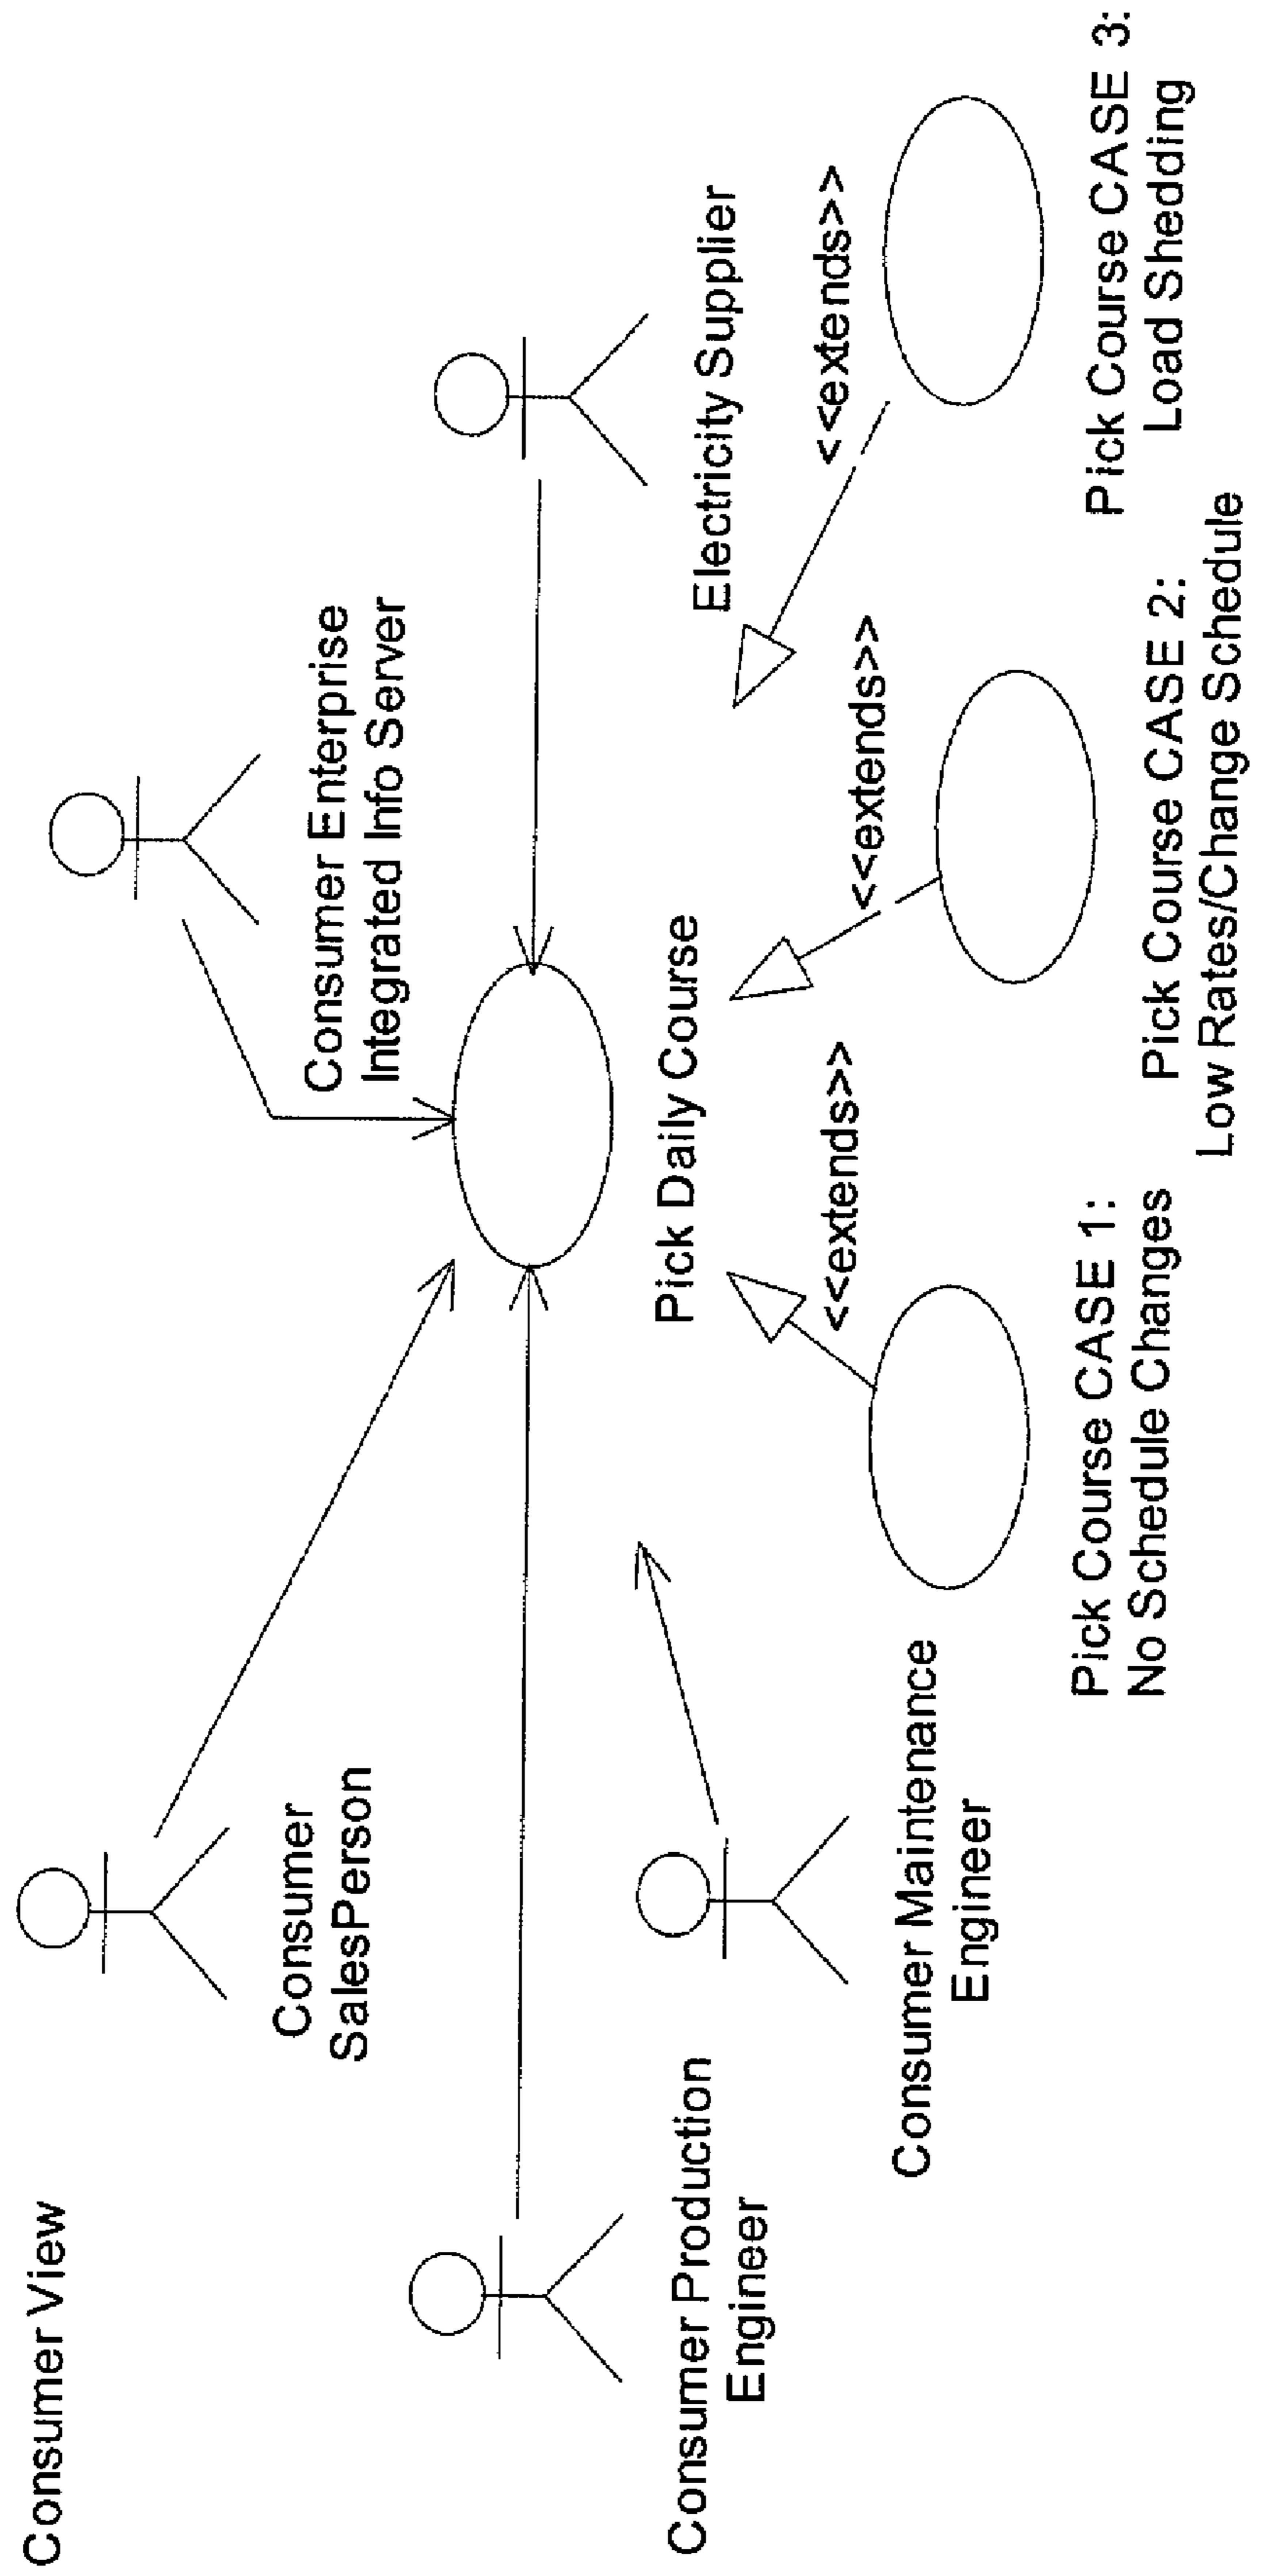 Consumer View
Consumer
SalesPerson
Consumer Enterprise
Integrated Info Server
Consumer Production
Engineer
Pick Daily Course
Electricity Supplier
Consumer Maintenance
Engineer
<<extends>>
<<extends>>
<<extends>>
Pick Course CASE 1:
No Schedule Changes
Pick Course CASE 2:
Low Rates/Change Schedule
Pick Course CASE 3:
Load Shedding